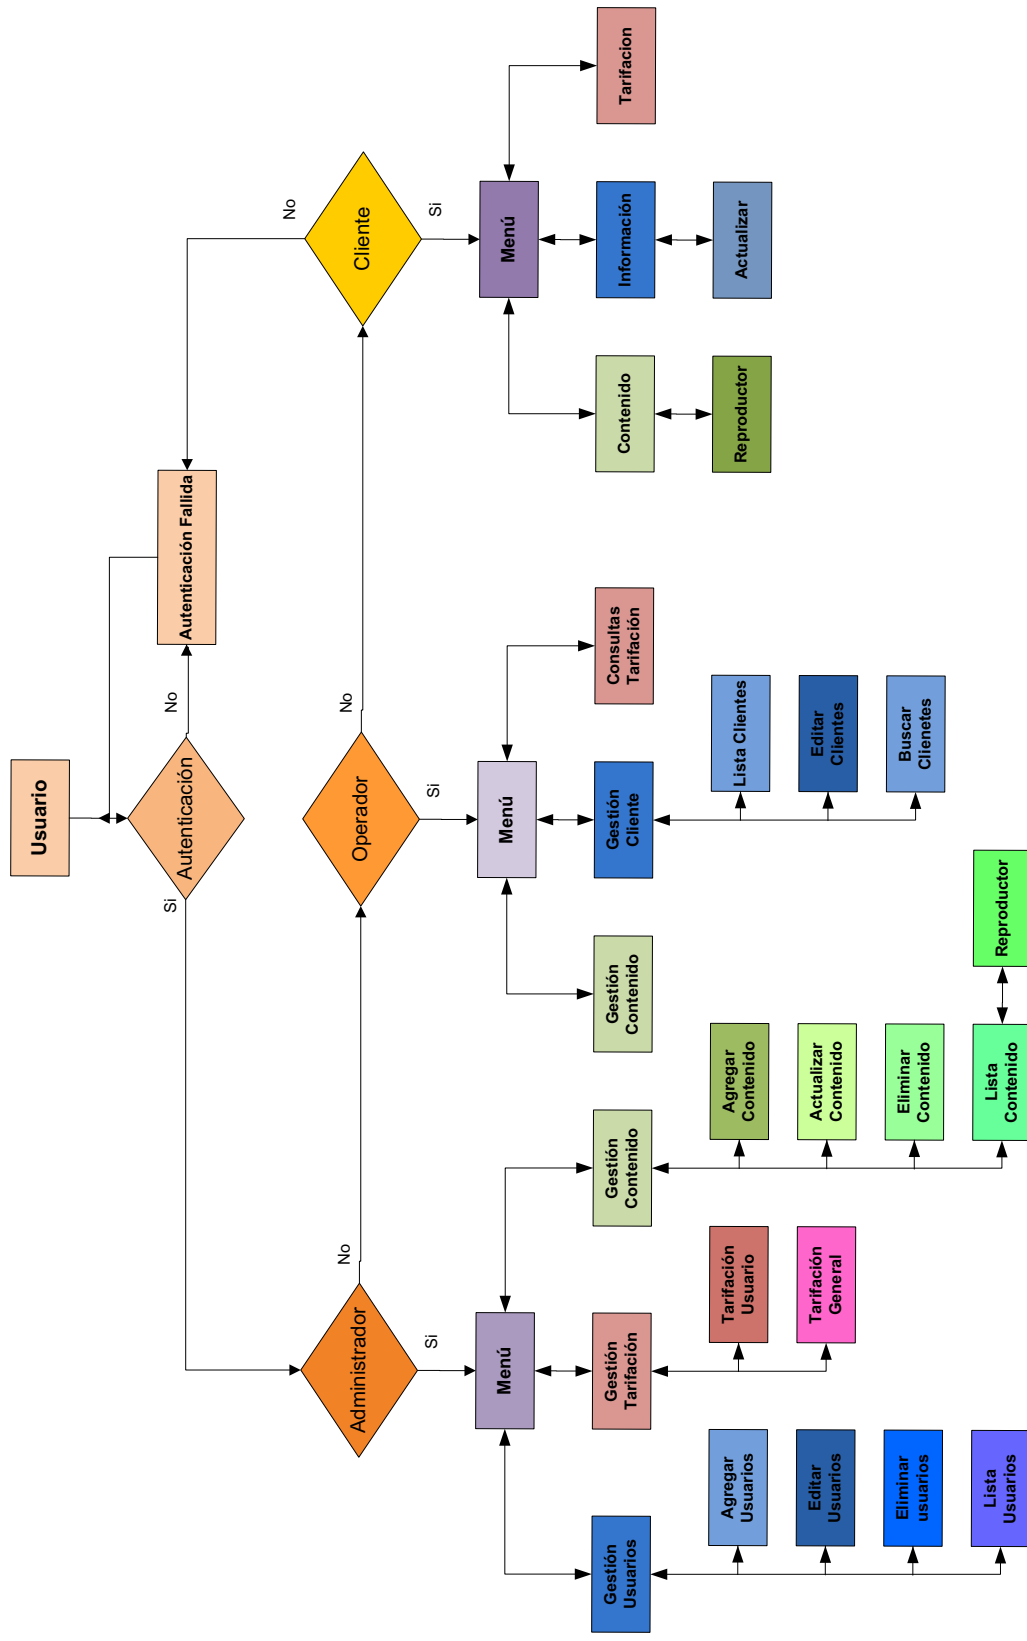 Usuario
Autenticación
Si
No
Autenticación Fallida
Administrador
No
Si
Operador
No
Si
Cliente
No
Si
Menú
Gestión
Usuarios
Agregar
Usuarios
Editar
Usuarios
Eliminar
usuarios
Lista
Usuarios
Gestión
Tarifación
Tarifación
Usuario
Tarifación
General
Gestión
Contenido
Agregar
Contenido
Actualizar
Contenido
Eliminar
Contenido
Lista
Contenido
Reproductor
Menú
Gestión
Contenido
Gestión
Cliente
Lista Clientes
Editar
Clientes
Buscar
Clienetes
Consultas
Tarifación
Menú
Contenido
Reproductor
Información
Actualizar
Tarifacion